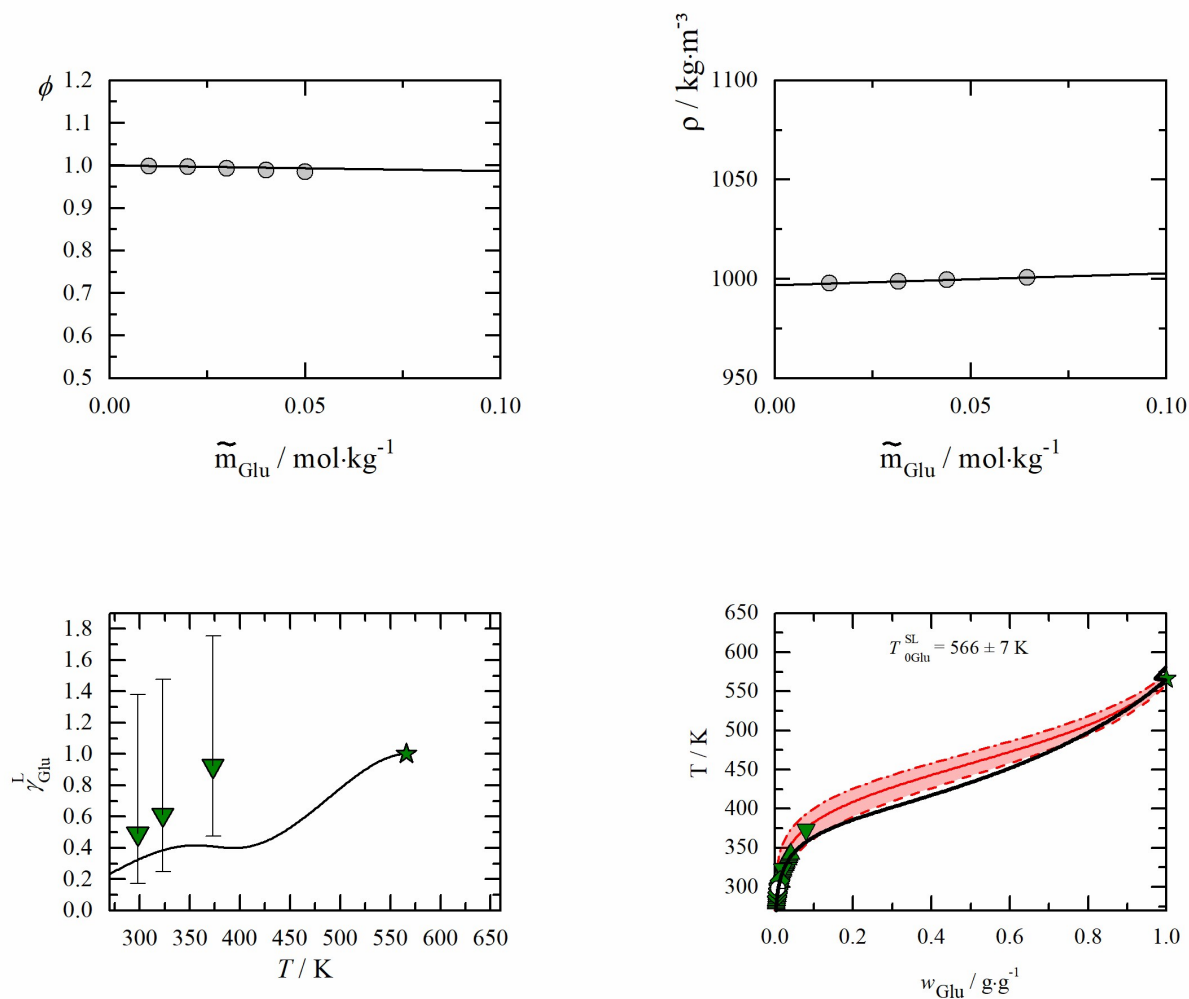 ϕ
1.2
1.1
1.0
0.9
0.8
0.7
0.6
0.5
0.00 0.05 0.10
m̃Glu / mol·kg-1
ρ / kg·m-3
1100
1050
1000
950
0.00 0.05 0.10
m̃Glu / mol·kg-1
γLGlu
1.8
1.6
1.4
1.2
1.0
0.8
0.6
0.4
0.2
0.0
300 350 400 450 500 550 600 650
T / K
T / K
650
600
550
500
450
400
350
300
T SL 0Glu = 566 ± 7 K
0.0 0.2 0.4 0.6 0.8 1.0
wGlu / g·g-1